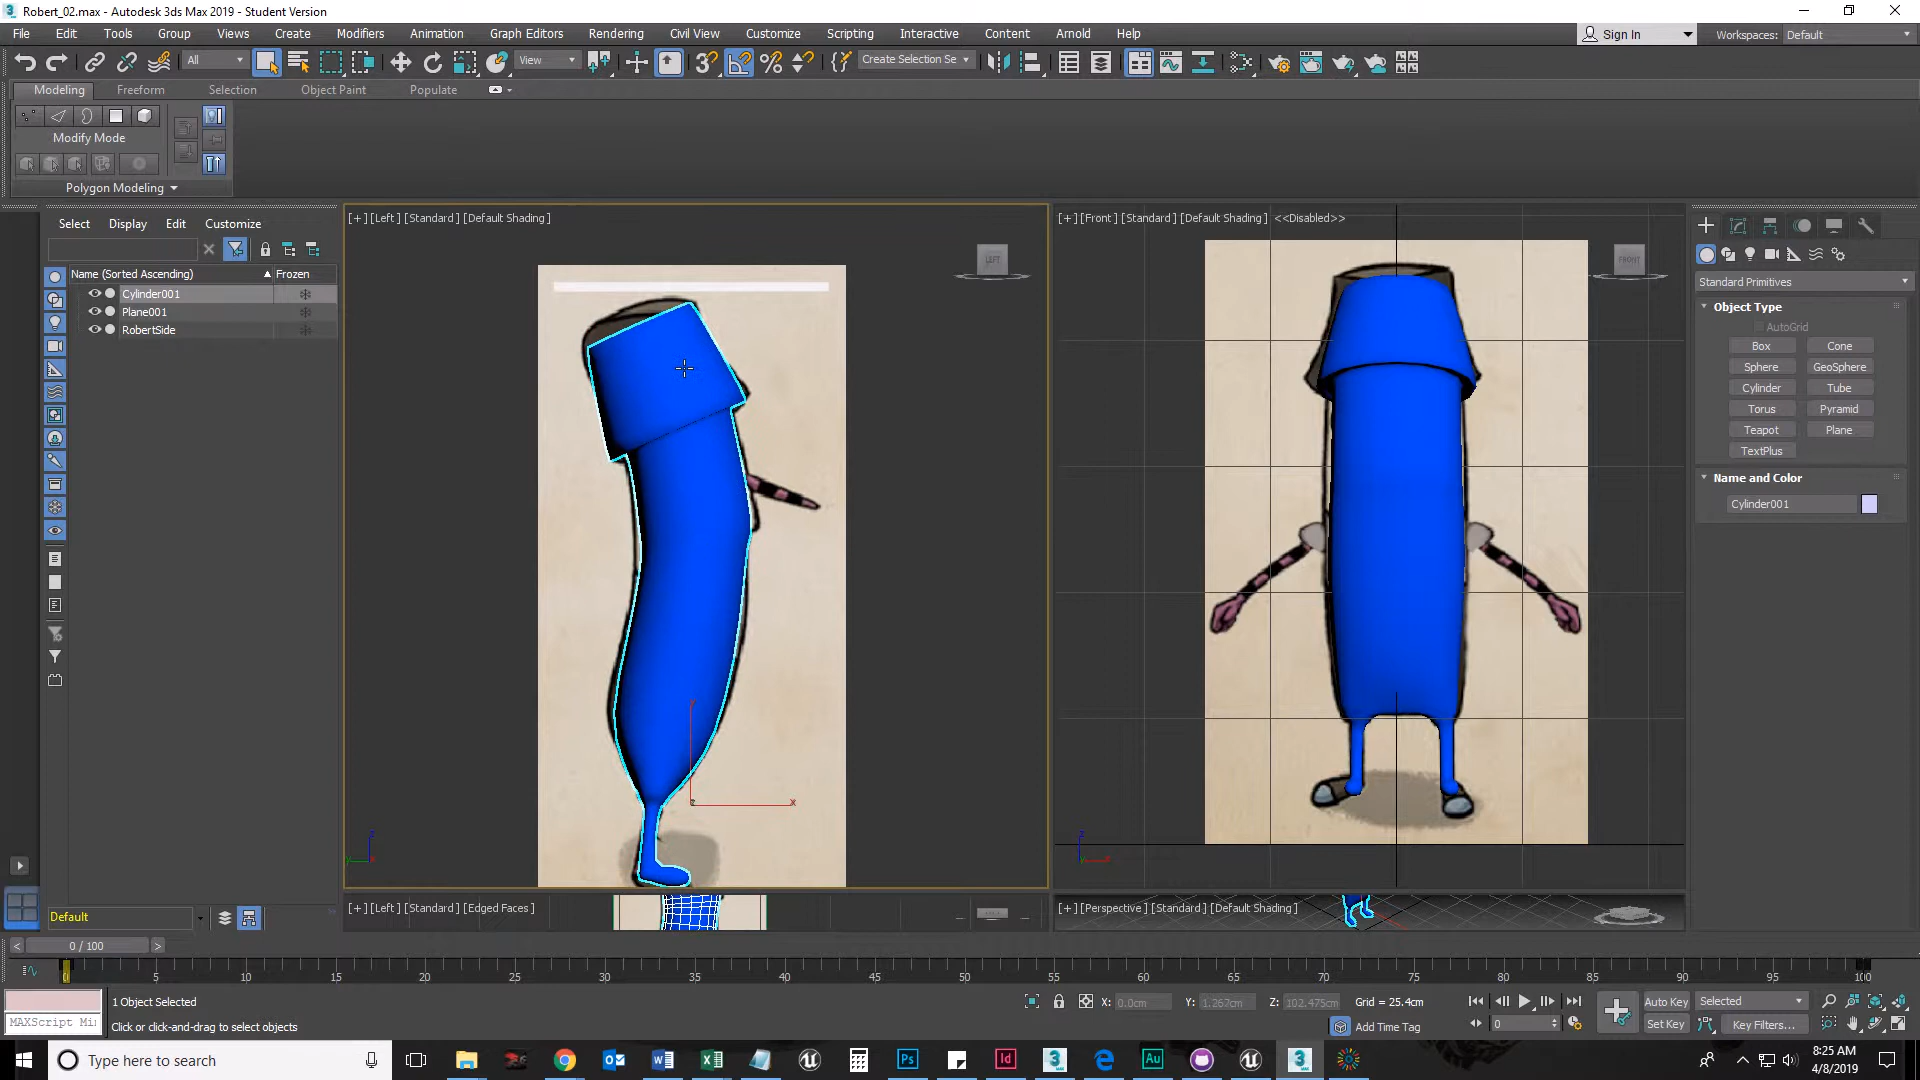 Robert_02.max - Autodesk 3ds Max 2019 - Student Version
File Edit Tools Group Views Create Modifiers Animation Graph Editors Rendering Civil View Customize Scripting Interactive Content Arnold Help
Sign In Workspaces: Default
All View Create Selection Se
Modeling Freeform Selection Object Paint Populate
Modify Mode
Polygon Modeling
Select Display Edit Customize
[+] [Left] [Standard] [Default Shading]
[+] [Front] [Standard] [Default Shading] <<Disabled>>
LEFT
FRONT
Name (Sorted Ascending) Frozen
Cylinder001
Plane001
RobertSide
Standard Primitives
Object Type
AutoGrid
Box Cone
Sphere GeoSphere
Cylinder Tube
Torus Pyramid
Teapot Plane
TextPlus
Name and Color
Cylinder001
x
z
x
z
y
x
z
y
x
[+] [Left] [Standard] [Edged Faces]
[+] [Perspective] [Standard] [Default Shading]
Default
0 / 100
0 5 10 15 20 25 30 35 40 45 50 55 60 65 70 75 80 85 90 95 100
1 Object Selected
X: 0.0cm Y: 1.267cm Z: 102.475cm Grid = 25.4cm
Auto Key Selected
MAXScript Mi
Click or click-and-drag to select objects
Add Time Tag
0
Set Key Key Filters...
Type here to search
8:25 AM
4/8/2019